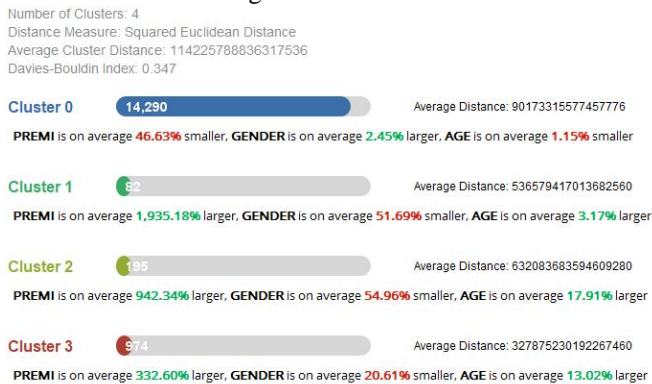 Number of Clusters: 4
Distance Measure: Squared Euclidean Distance
Average Cluster Distance: 114225788836317536
Davies-Bouldin Index: 0.347
Cluster 0 14,290 Average Distance: 90173315577457776
PREMI is on average 46.63% smaller, GENDER is on average 2.45% larger, AGE is on average 1.15% smaller
Cluster 1 82 Average Distance: 536579417013682560
PREMI is on average 1,935.18% larger, GENDER is on average 51.69% smaller, AGE is on average 3.17% larger
Cluster 2 195 Average Distance: 632083683594609280
PREMI is on average 942.34% larger, GENDER is on average 54.96% smaller, AGE is on average 17.91% larger
Cluster 3 974 Average Distance: 327875230192267460
PREMI is on average 332.60% larger, GENDER is on average 20.61% smaller, AGE is on average 13.02% larger